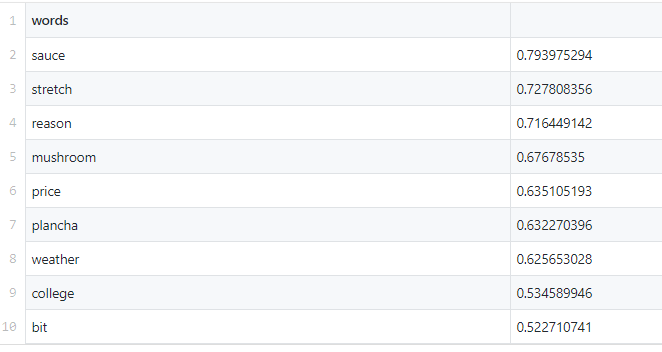 1 words
2 sauce 0.793975294
3 stretch 0.727808356
4 reason 0.716449142
5 mushroom 0.67678535
6 price 0.635105193
7 plancha 0.632270396
8 weather 0.625653028
9 college 0.534589946
10 bit 0.522710741